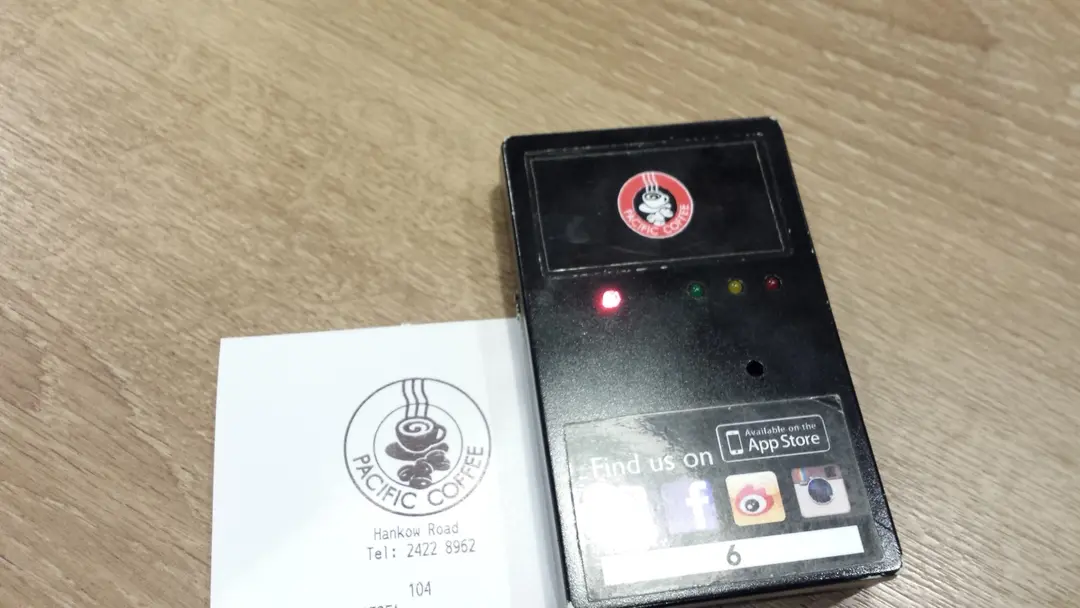 PACIFIC COFFEE
Hankow Road
Tel: 2422 8962
104
PACIFIC COFFEE
Find us on
Available on the
App Store
f
6